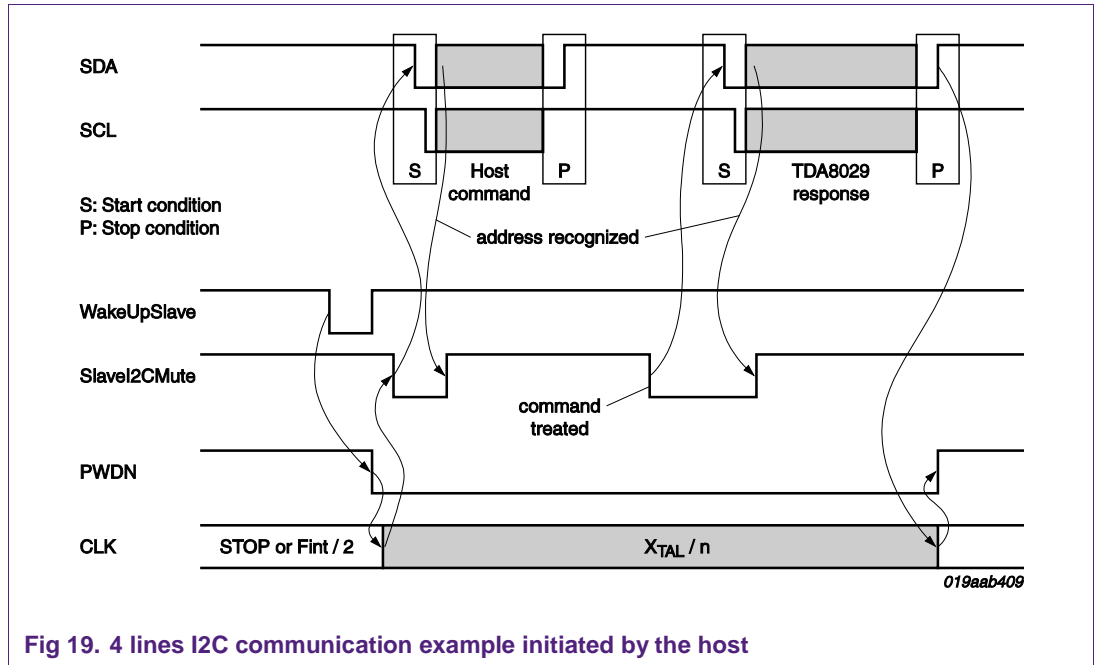 SDA
SCL
S
Host
command
P
S
TDA8029
response
P
S: Start condition
P: Stop condition
address recognized
WakeUpSlave
SlaveI2CMute
command
treated
PWDN
CLK
STOP or Fint / 2
XTAL / n
019aab409
Fig 19. 4 lines I2C communication example initiated by the host